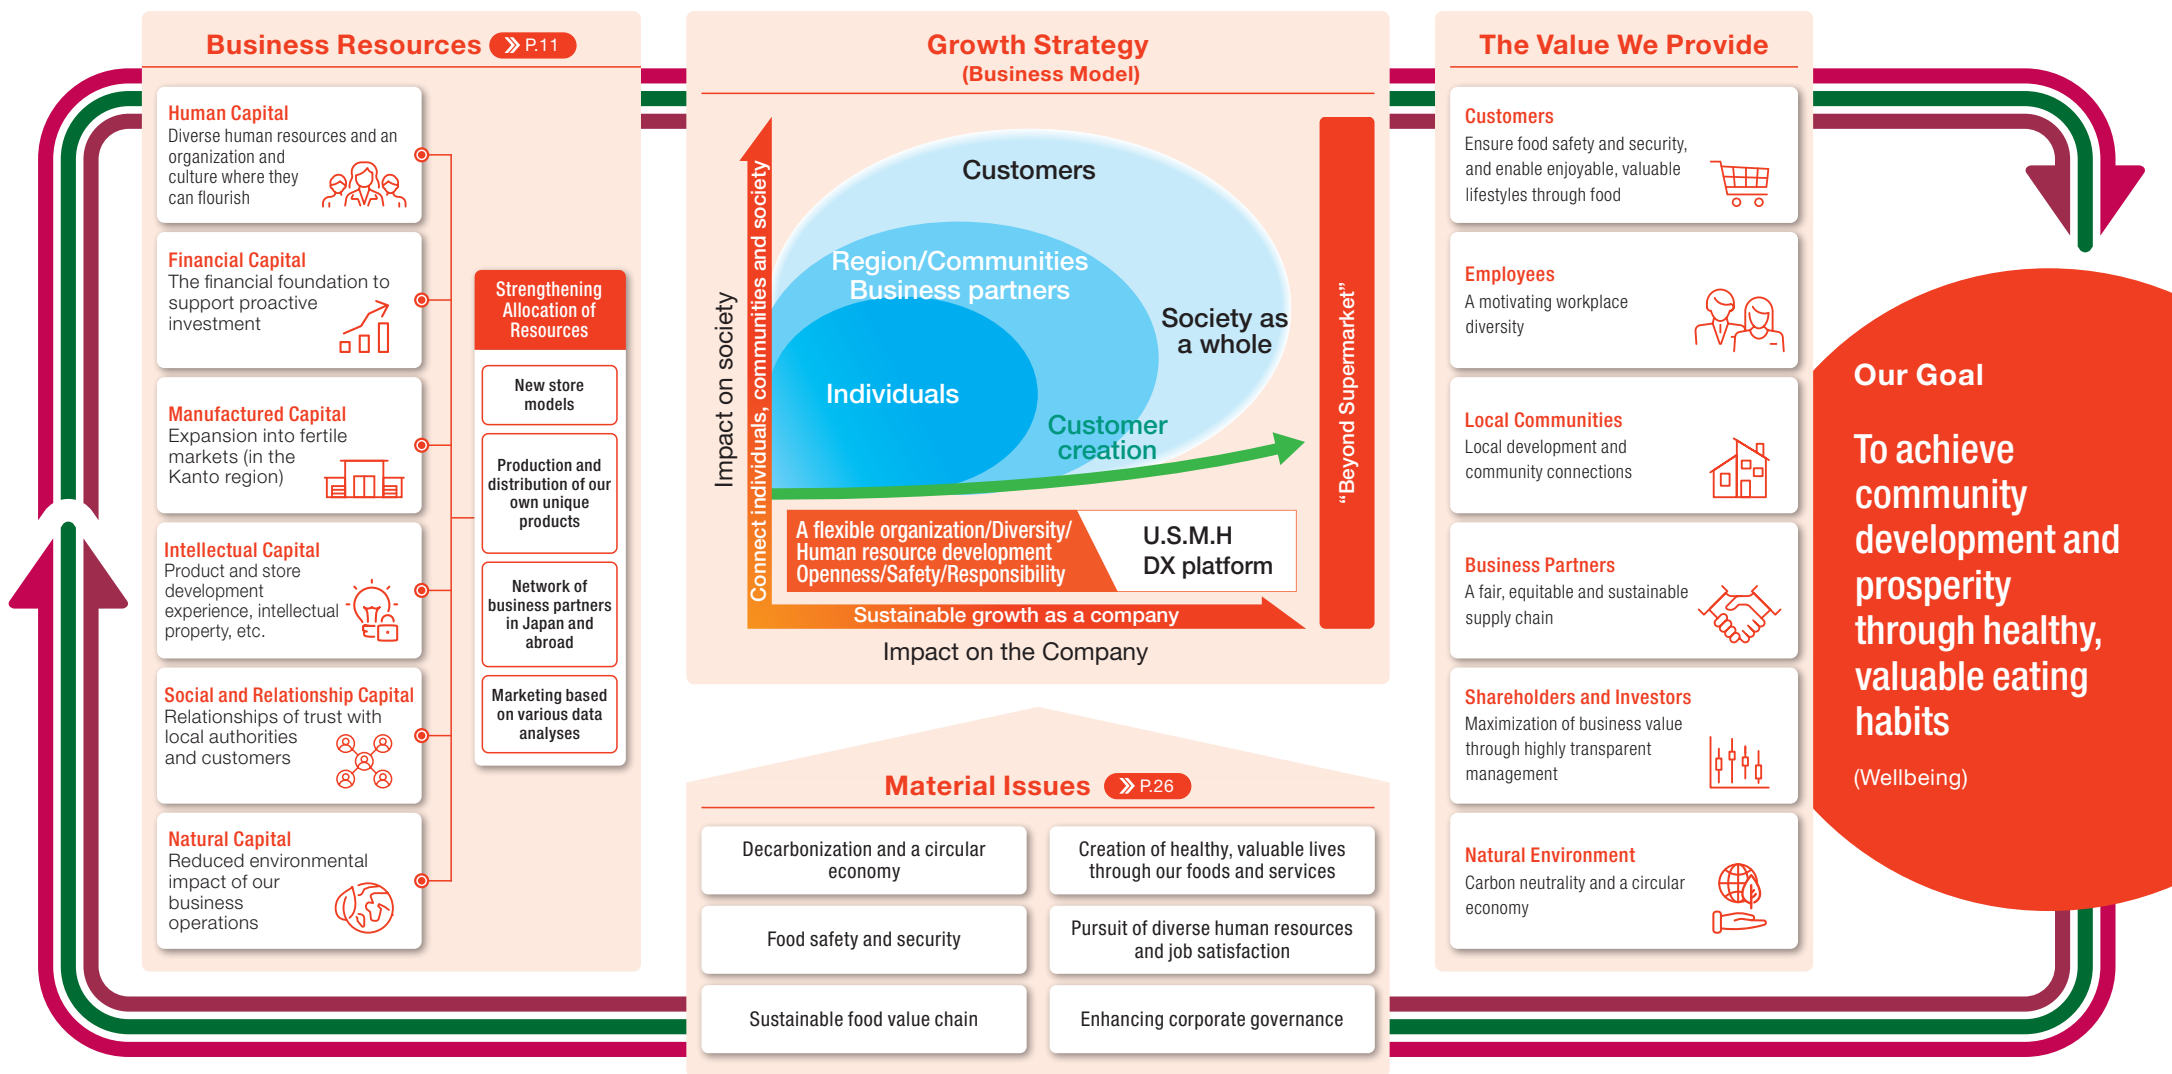 Business Resources
P.11
Human Capital
Diverse human resources and an
organization and
culture where they
can flourish
Financial Capital
The financial foundation to
support proactive
investment
Manufactured Capital
Expansion into fertile
markets (in the
Kanto region)
Intellectual Capital
Product and store
development
experience, intellectual
property, etc.
Social and Relationship Capital
Relationships of trust with
local authorities
and customers
Natural Capital
Reduced environmental
impact of our
business
operations
Strengthening
Allocation of
Resources
New store
models
Production and
distribution of our
own unique
products
Network of
business partners
in Japan and
abroad
Marketing based
on various data
analyses
Growth Strategy
(Business Model)
Impact on society
Connect individuals, communities and society
Customers
Region/Communities
Business partners
Society as
a whole
Individuals
Customer
creation
A flexible organization/Diversity/
Human resource development
Openness/Safety/Responsibility
U.S.M.H
DX platform
Sustainable growth as a company
Impact on the Company
“Beyond Supermarket”
Material Issues
P.26
Decarbonization and a circular
economy
Creation of healthy, valuable lives
through our foods and services
Food safety and security
Pursuit of diverse human resources
and job satisfaction
Sustainable food value chain
Enhancing corporate governance
The Value We Provide
Customers
Ensure food safety and security,
and enable enjoyable, valuable
lifestyles through food
Employees
A motivating workplace
diversity
Local Communities
Local development and
community connections
Business Partners
A fair, equitable and sustainable
supply chain
Shareholders and Investors
Maximization of business value
through highly transparent
management
Natural Environment
Carbon neutrality and a circular
economy
Our Goal
To achieve
community
development and
prosperity
through healthy,
valuable eating
habits
(Wellbeing)